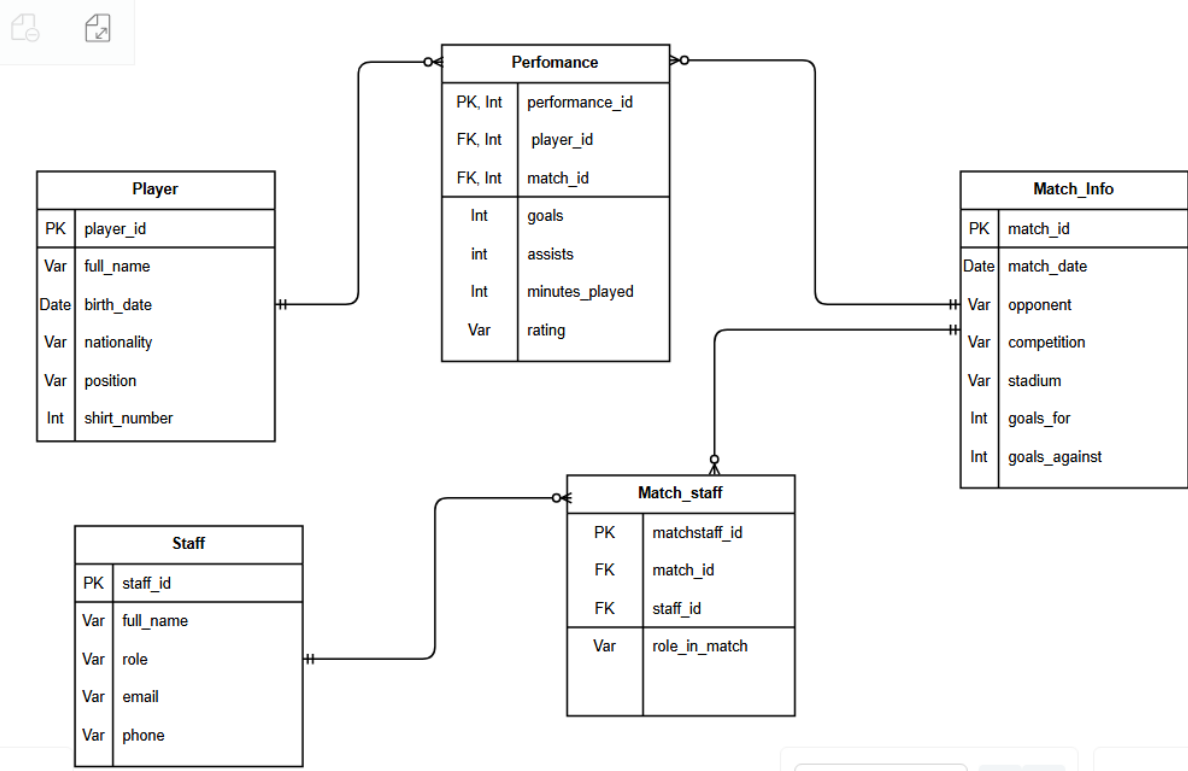 Perfomance
PK, Int performance_id
FK, Int player_id
FK, Int match_id
Int goals
int assists
Int minutes_played
Var rating
Player
PK player_id
Var full_name
Date birth_date
Var nationality
Var position
Int shirt_number
Match_Info
PK match_id
Date match_date
Var opponent
Var competition
Var stadium
Int goals_for
Int goals_against
Match_staff
PK matchstaff_id
FK match_id
FK staff_id
Var role_in_match
Staff
PK staff_id
Var full_name
Var role
Var email
Var phone